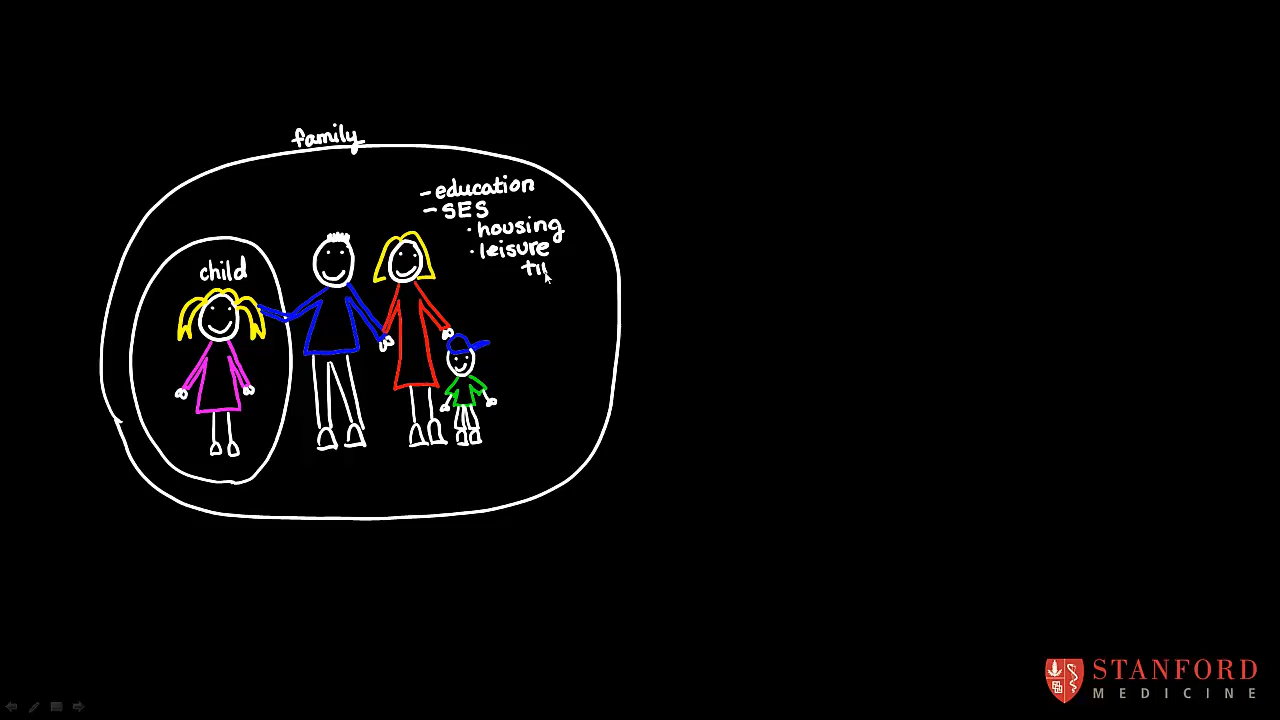 family
- education
- SES
· housing
· leisure
child
STANFORD
MEDICINE